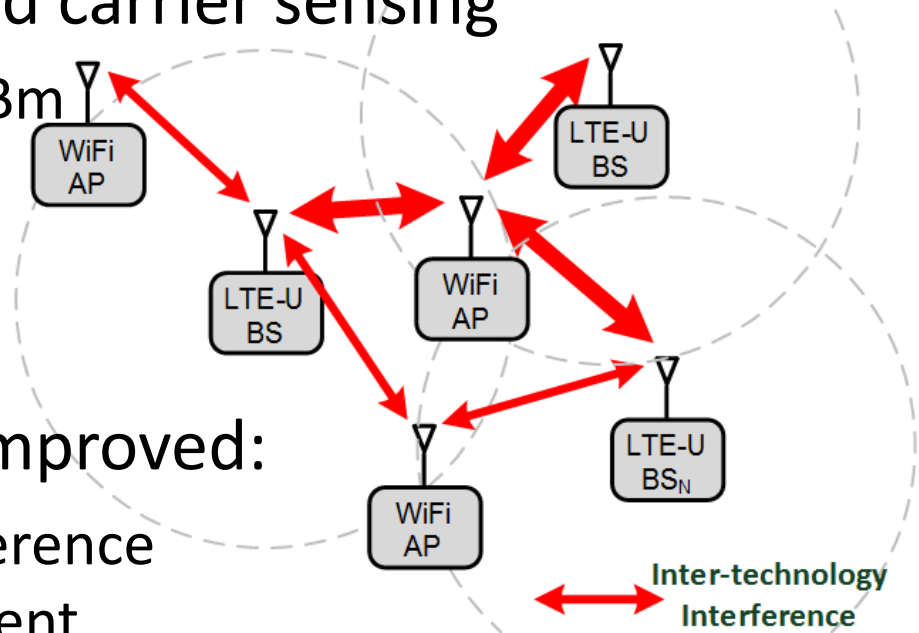 d carrier sensing
3m
WiFi
AP
LTE-U
BS
LTE-U
BS
WiFi
AP
mproved:
LTE-U
BSN
WiFi
AP
erence
ent
Inter-technology
Interference